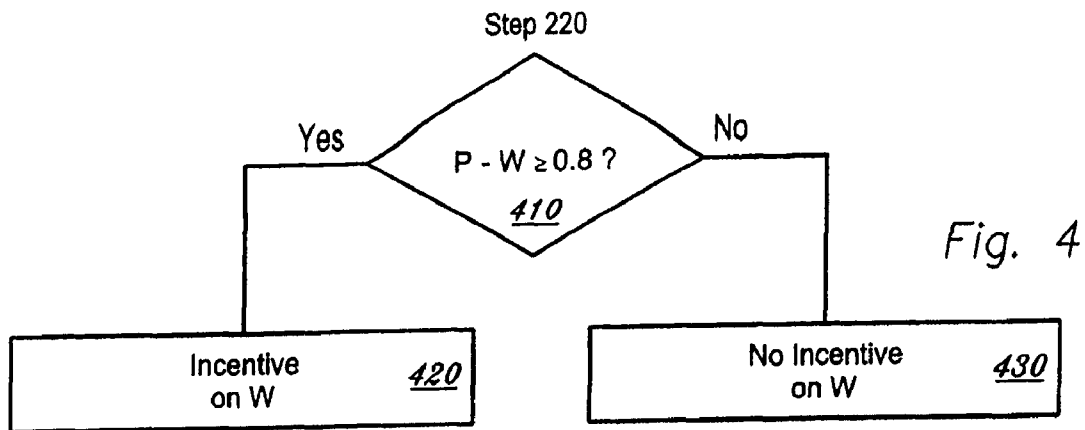 Step 220
Yes
No
P - W ≥ 0.8 ?
410
Fig. 4
Incentive
on W
420
No Incentive
on W
430